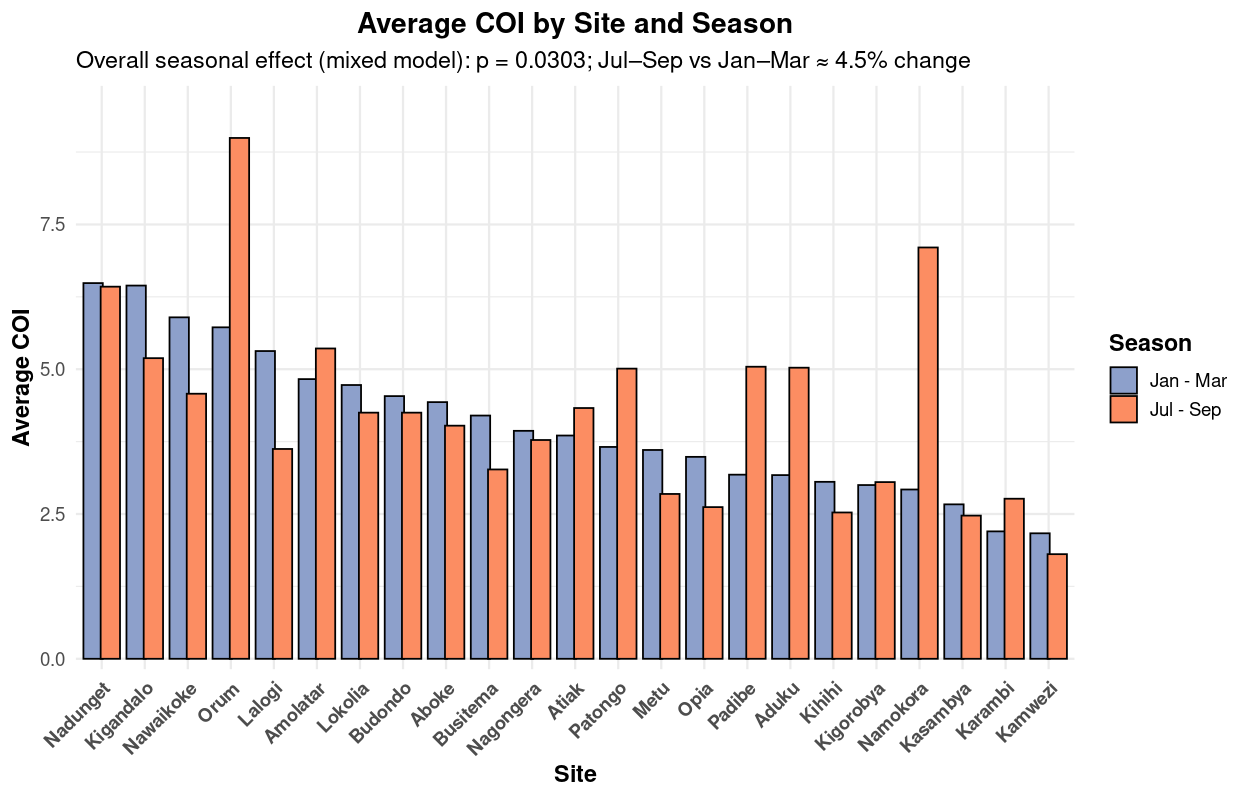 Average COI by Site and Season
Overall seasonal effect (mixed model): p = 0.0303; Jul–Sep vs Jan–Mar ≈ 4.5% change
Average COI
7.5
5.0
2.5
0.0
Nadunget
Kigandalo
Nawaikoke
Orum
Lalogi
Amolatar
Lokolia
Budondo
Aboke
Busitema
Nagongera
Atiak
Patongo
Metu
Opia
Padibe
Aduku
Kihihi
Kigorobya
Namokora
Kasambya
Karambi
Kamwezi
Site
Season
Jan - Mar
Jul - Sep